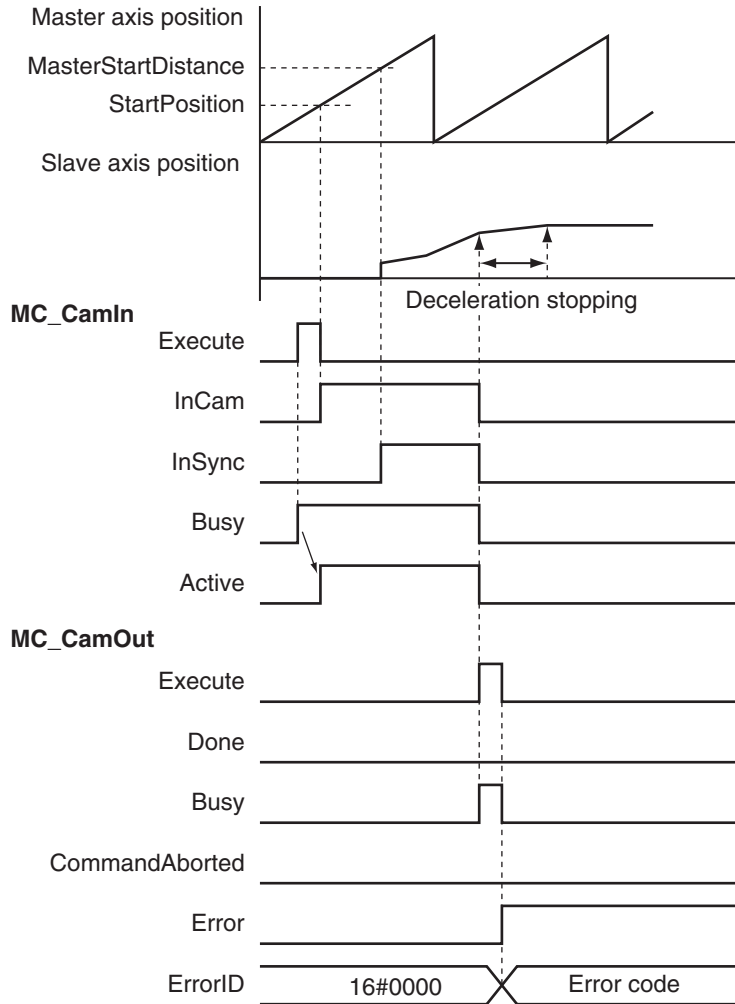 Master axis position
MasterStartDistance
StartPosition
Slave axis position
Deceleration stopping
MC_CamIn
Execute
InCam
InSync
Busy
Active
MC_CamOut
Execute
Done
Busy
CommandAborted
Error
ErrorID 16#0000 Error code